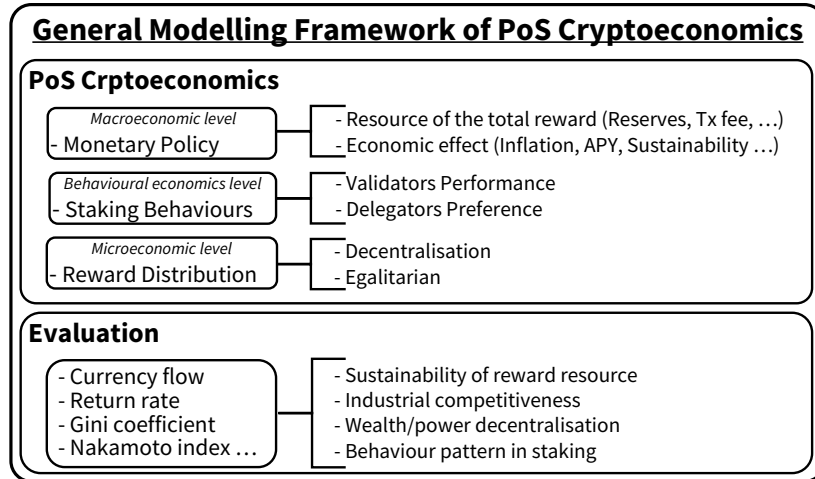 General Modelling Framework of PoS Cryptoeconomics
PoS Crptoeconomics
Macroeconomic level
- Monetary Policy
- Resource of the total reward (Reserves, Tx fee, …)
- Economic effect (Inflation, APY, Sustainability …)
Behavioural economics level
- Staking Behaviours
- Validators Performance
- Delegators Preference
Microeconomic level
- Reward Distribution
- Decentralisation
- Egalitarian
Evaluation
- Currency flow
- Return rate
- Gini coefficient
- Nakamoto index …
- Sustainability of reward resource
- Industrial competitiveness
- Wealth/power decentralisation
- Behaviour pattern in staking